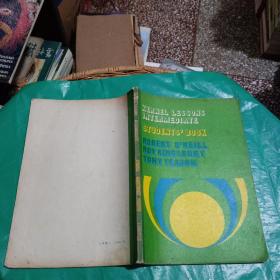 KERNEL LESSONS
INTERMEDIATE
STUDENTS' BOOK
ROBERT O'NEILL
ROY KINGSBURY
TONY YEADON